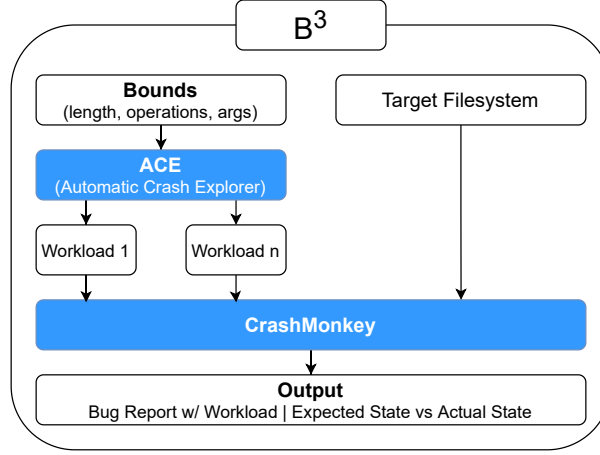 B³
Bounds
(length, operations, args)
Target Filesystem
ACE
(Automatic Crash Explorer)
Workload 1
Workload n
CrashMonkey
Output
Bug Report w/ Workload | Expected State vs Actual State